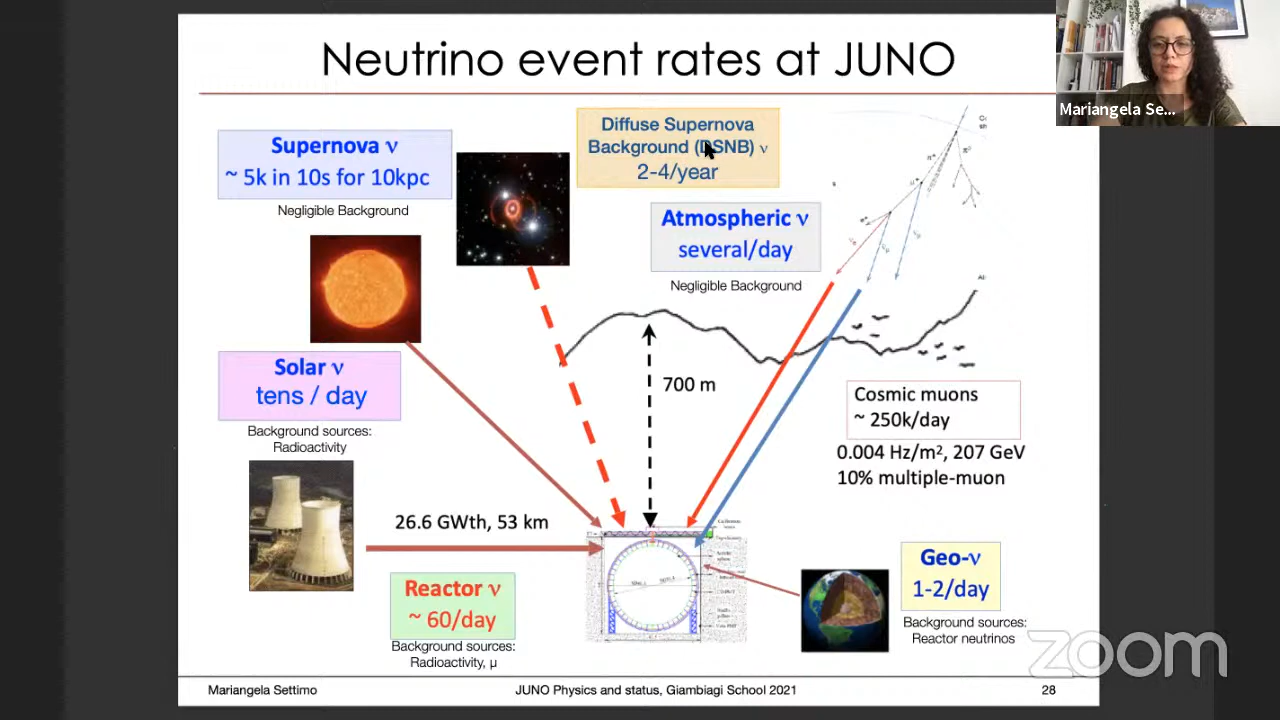 Neutrino event rates at JUNO
Mariangela Se...
Supernova ν
~ 5k in 10s for 10kpc
Negligible Background
Diffuse Supernova
Background (DSNB) ν
2-4/year
Atmospheric ν
several/day
Negligible Background
Solar ν
tens / day
Background sources:
Radioactivity
700 m
Cosmic muons
~ 250k/day
0.004 Hz/m², 207 GeV
10% multiple-muon
26.6 GWth, 53 km
Reactor ν
~ 60/day
Background sources:
Radioactivity, μ
Geo-ν
1-2/day
Background sources:
Reactor neutrinos
zoom
Mariangela Settimo
JUNO Physics and status, Giambiagi School 2021
28